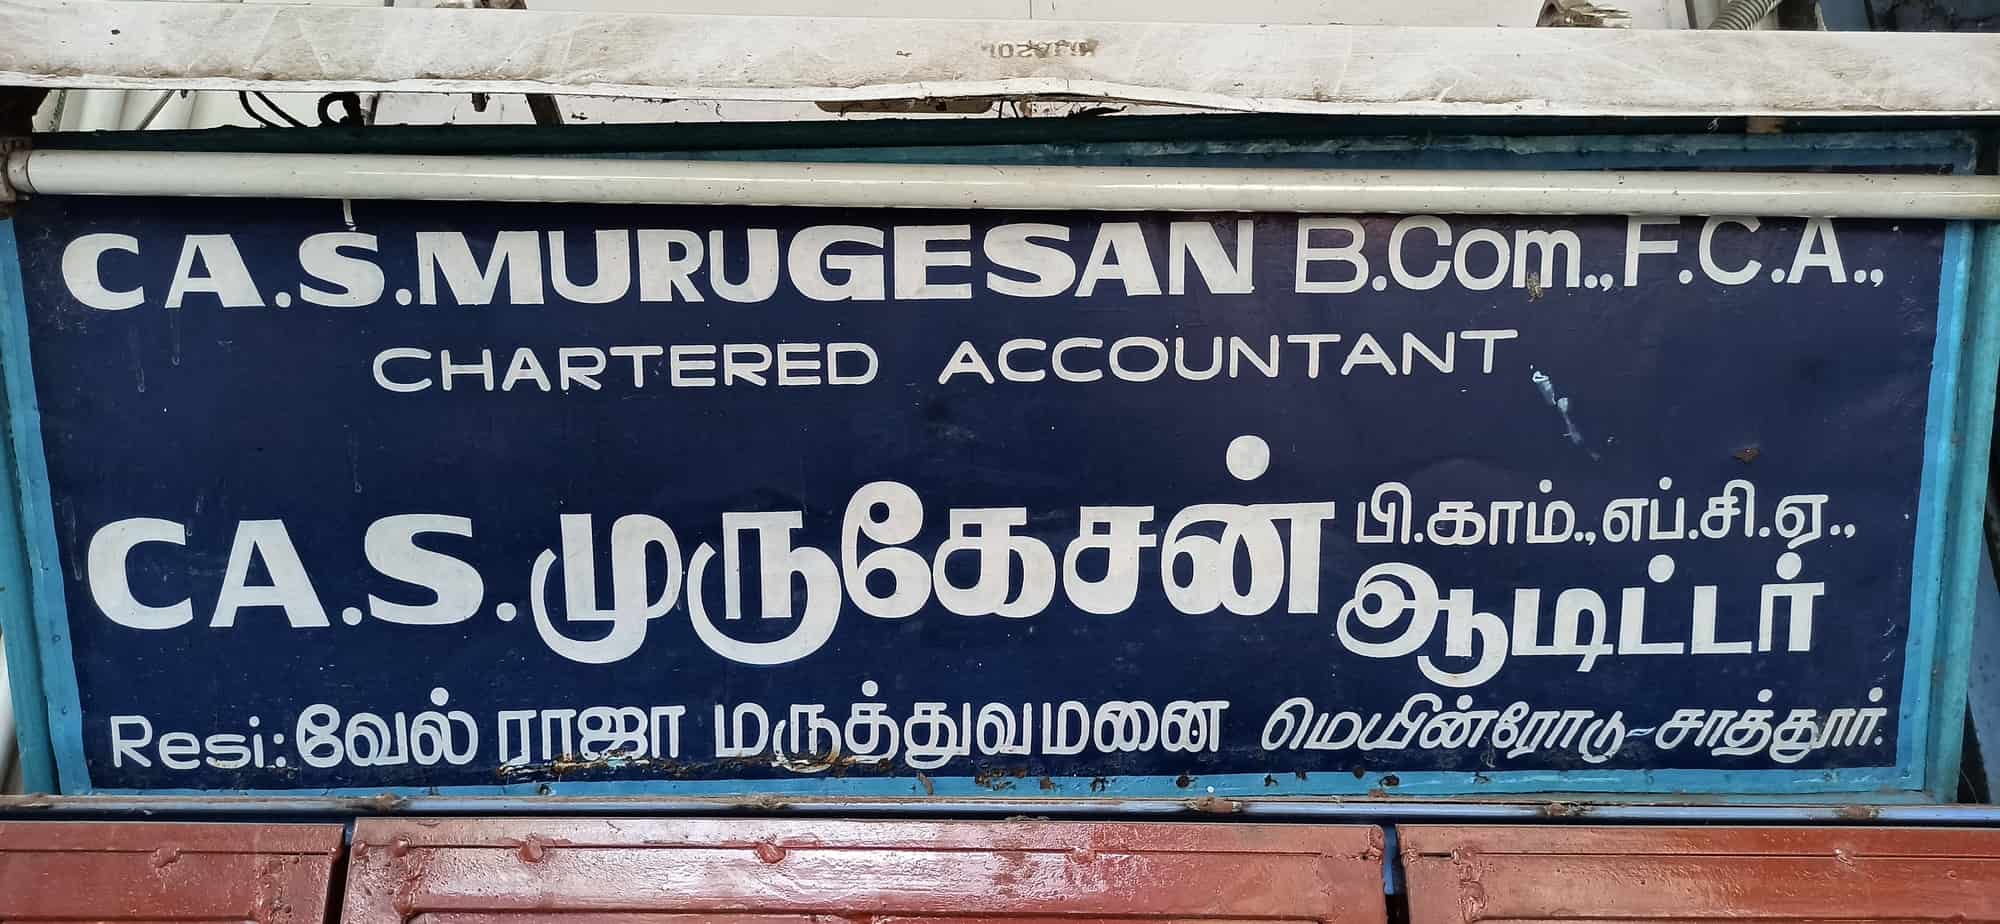 CA.S.MURUGESAN B.Com.,F.C.A.,
CHARTERED ACCOUNTANT
CA.S.முருகேசன் பி.காம்.,எப்.சி.ஏ.,
ஆடிட்டர்
Resi: வேல் ராஜா மருத்துவமனை மெயின்ரோடு-சாத்தூர்.